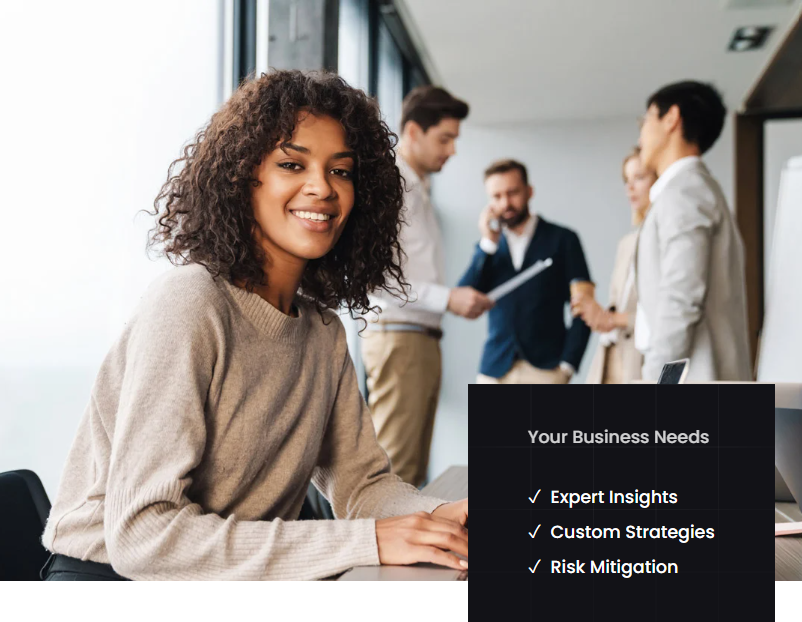 Your Business Needs
✓ Expert Insights
✓ Custom Strategies
✓ Risk Mitigation